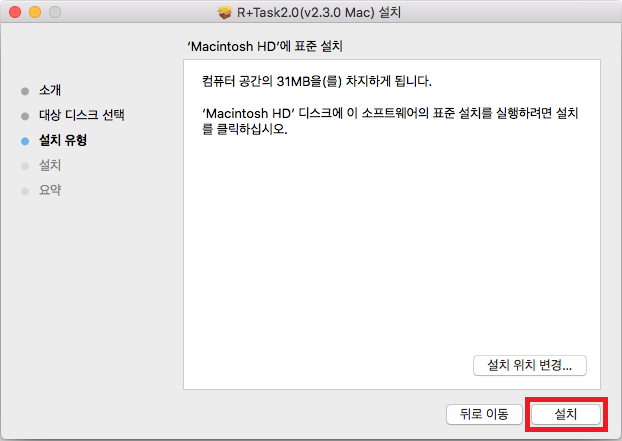 R+Task2.0(v2.3.0 Mac) 설치
'Macintosh HD'에 표준 설치
소개
대상 디스크 선택
설치 유형
설치
요약
컴퓨터 공간의 31MB을(를) 차지하게 됩니다.
'Macintosh HD' 디스크에 이 소프트웨어의 표준 설치를 실행하려면 설치
를 클릭하십시오.
설치 위치 변경...
뒤로 이동
설치